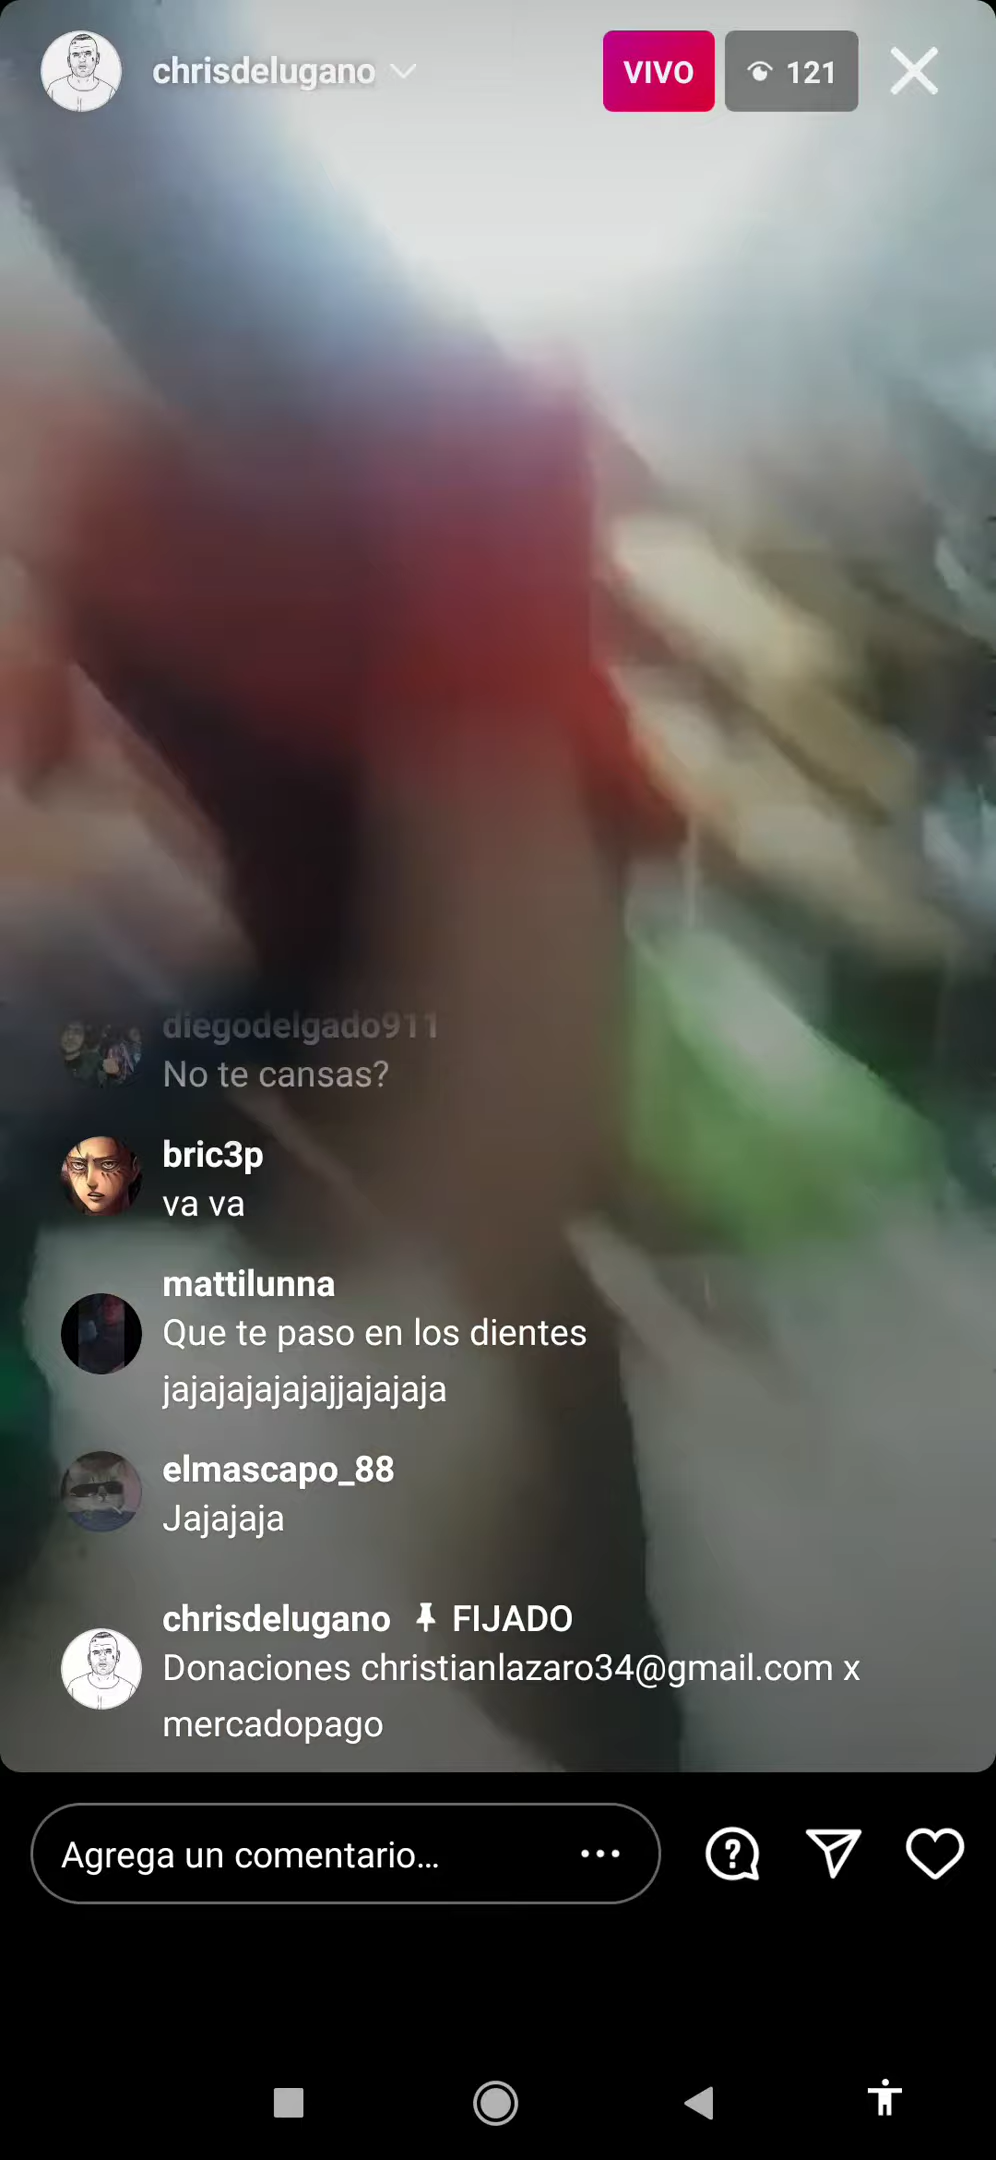 chrisdelugano
VIVO
121
diegodelgado911
No te cansas?
bric3p
va va
mattilunna
Que te paso en los dientes
jajajajajajajjajajaja
elmascapo_88
Jajajaja
chrisdelugano FIJADO
Donaciones christianlazaro34@gmail.com x
mercadopago
Agrega un comentario...